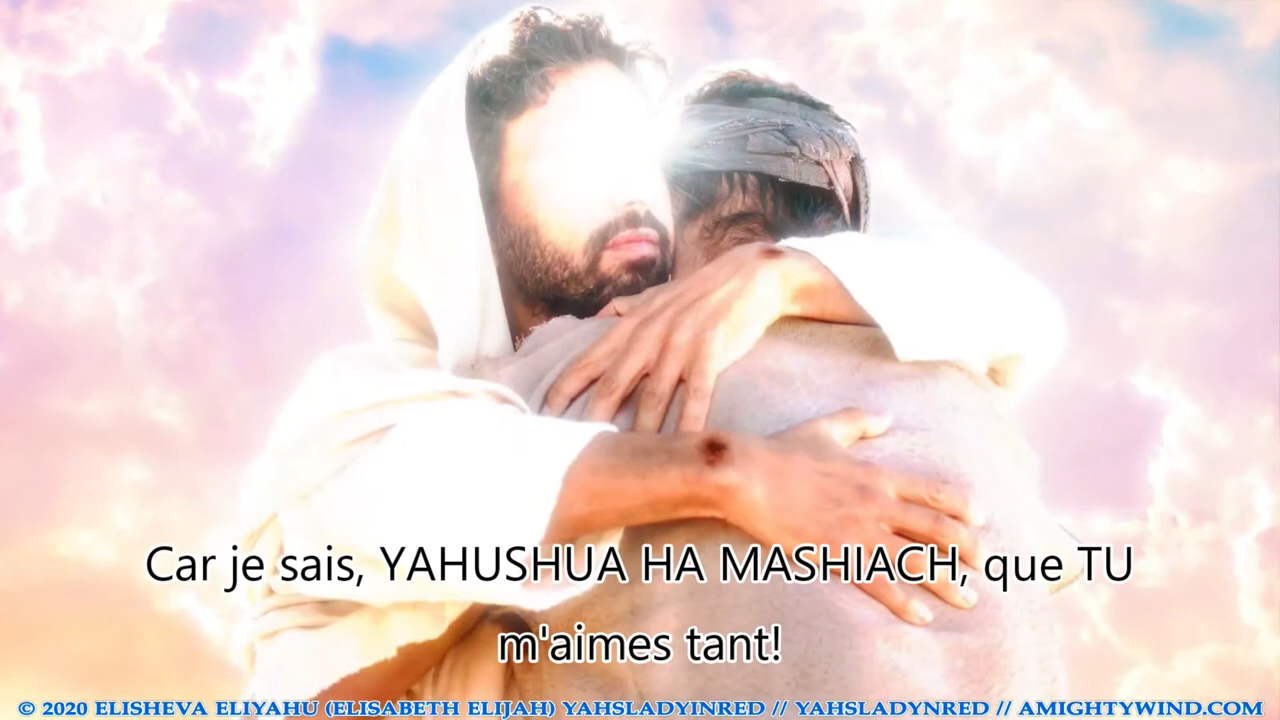 Car je sais, YAHUSHUA HA MASHIACH, que TU
m'aimes tant!
© 2020 ELISHEVA ELIYAHU (ELISABETH ELIJAH) YAHSLADYINRED // YAHSLADYNRED // AMIGHTYWIND.COM